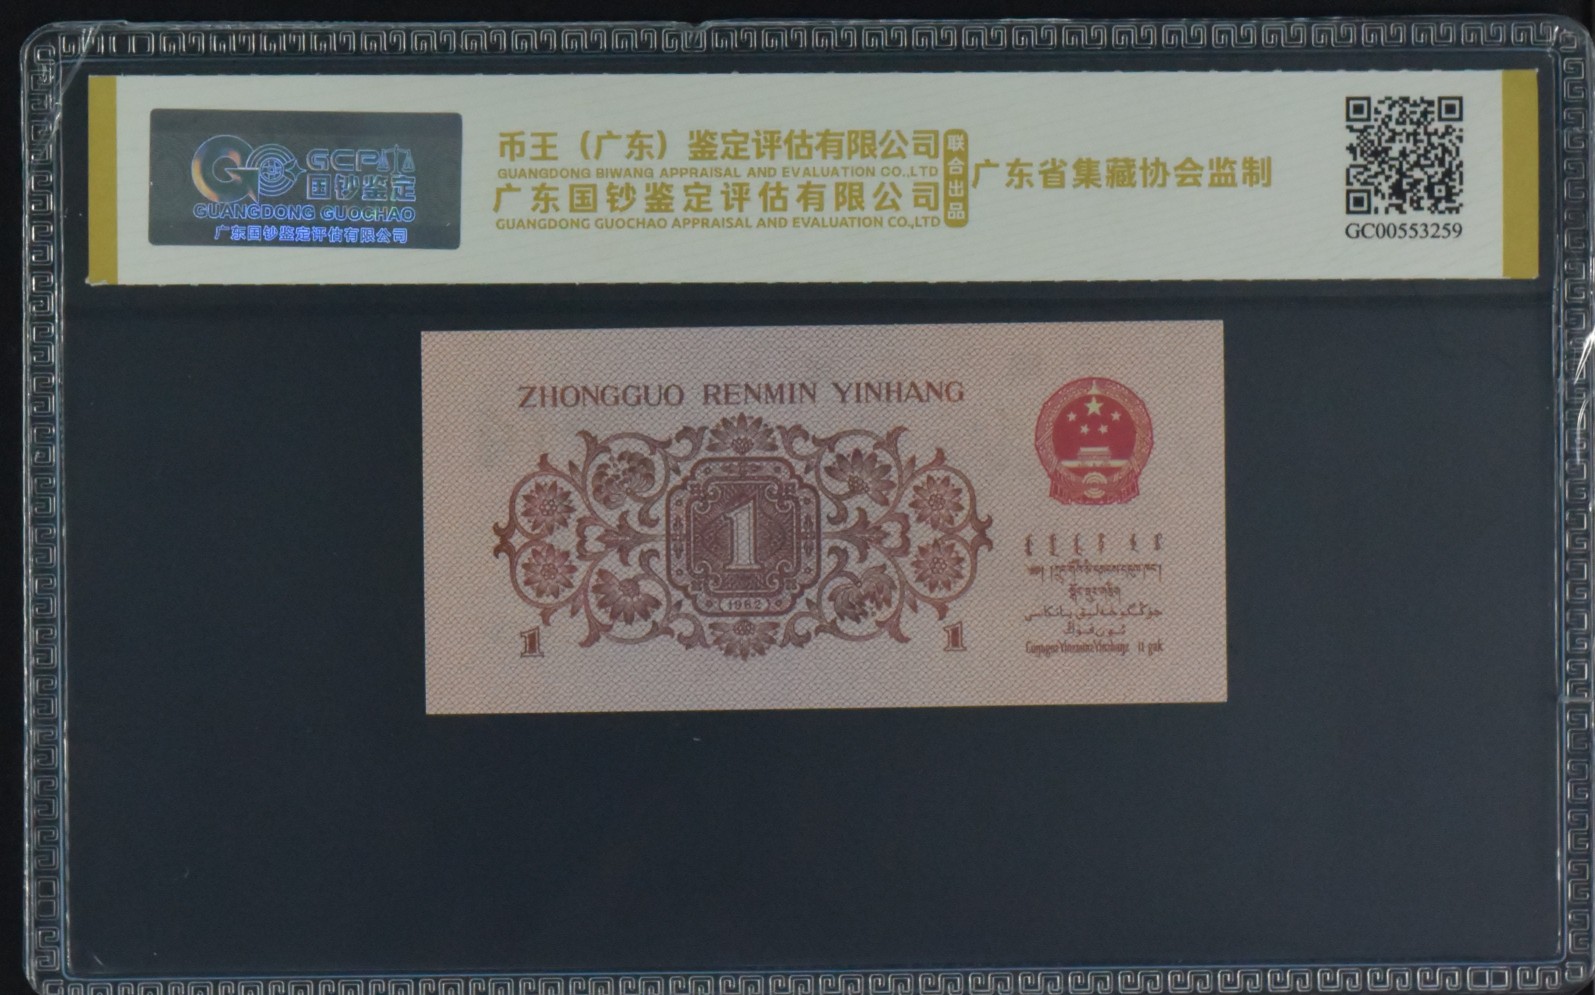 GCP
国钞鉴定
GUANGDONG GUOCHAO
广东国钞鉴定评估有限公司
币王（广东）鉴定评估有限公司
GUANGDONG BIWANG APPRAISAL AND EVALUATION CO.,LTD
广东国钞鉴定评估有限公司
GUANGDONG GUOCHAO APPRAISAL AND EVALUATION CO.,LTD
联合出品
广东省集藏协会监制
GC00553259
ZHONGGUO RENMIN YINHANG
1
(1962)
1
1